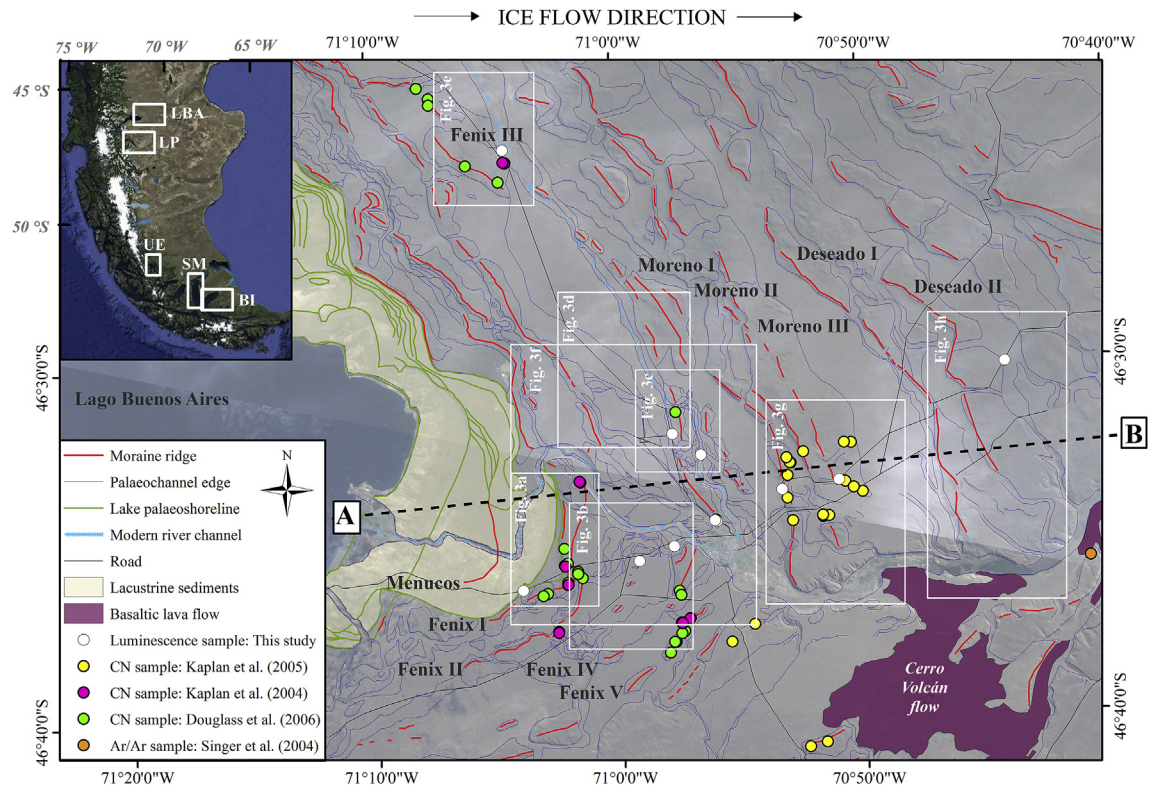 ICE FLOW DIRECTION
75 °W
70 °W
65 °W
71°10'0"W
71°0'0"W
70°50'0"W
70°40'0"W
45 °S
50 °S
LBA
LP
UE
SM
BI
Fig. 3e
Fenix III
Moreno I
Moreno II
Moreno III
Deseado I
Deseado II
Fig. 3d
Fig. 3f
Fig. 3c
Fig. 3h
Fig. 3g
46°30'0"S
46°30'0"S
Lago Buenos Aires
A
B
Fig. 3a
Fig. 3b
Menucos
Fenix I
Fenix II
Fenix IV
Fenix V
Cerro
Volcán
flow
Moraine ridge
Palaeochannel edge
Lake palaeoshoreline
Modern river channel
Road
Lacustrine sediments
Basaltic lava flow
Luminescence sample: This study
CN sample: Kaplan et al. (2005)
CN sample: Kaplan et al. (2004)
CN sample: Douglass et al. (2006)
Ar/Ar sample: Singer et al. (2004)
N
46°40'0"S
46°40'0"S
71°20'0"W
71°10'0"W
71°0'0"W
70°50'0"W